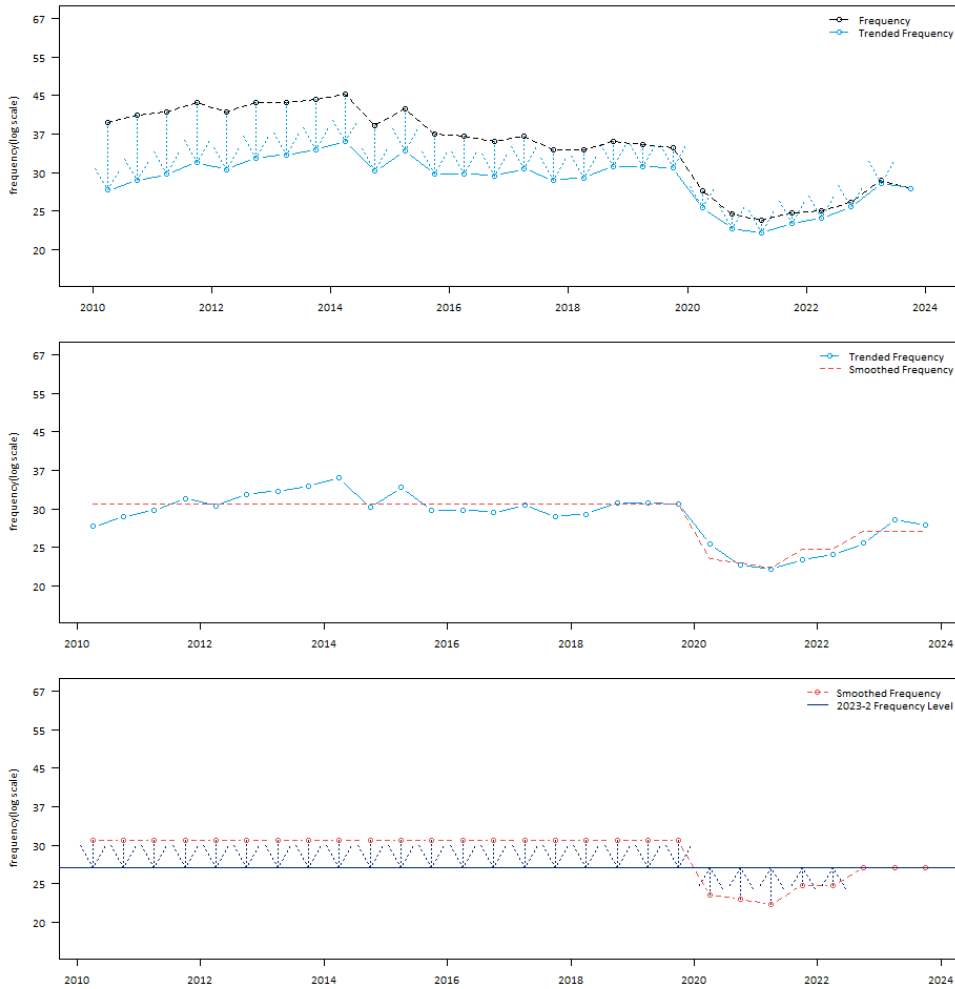 67
55
45
37
30
25
20
frequency(log scale)
Frequency
Trended Frequency
2010 2012 2014 2016 2018 2020 2022 2024
67
55
45
37
30
25
20
frequency(log scale)
Trended Frequency
Smoothed Frequency
2010 2012 2014 2016 2018 2020 2022 2024
67
55
45
37
30
25
20
frequency(log scale)
Smoothed Frequency
2023-2 Frequency Level
2010 2012 2014 2016 2018 2020 2022 2024